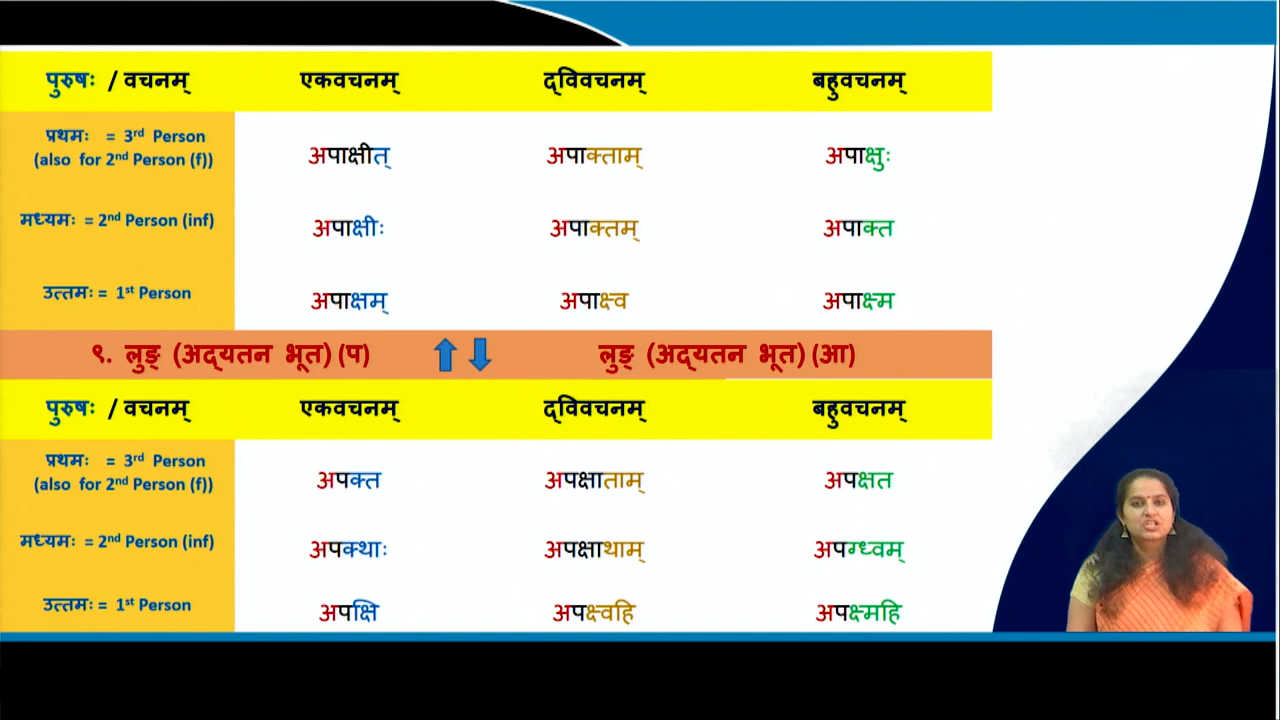 पुरुषः / वचनम् एकवचनम् द्विवचनम् बहुवचनम्
प्रथमः = 3rd Person
(also for 2nd Person (f)) अपाक्षीत् अपाक्ताम् अपाक्षुः
मध्यमः = 2nd Person (inf) अपाक्षीः अपाक्तम् अपाक्त
उत्तमः = 1st Person अपाक्षम् अपाक्ष्व अपाक्ष्म
९. लुङ् (अद्यतन भूत) (प) लुङ् (अद्यतन भूत) (आ)
पुरुषः / वचनम् एकवचनम् द्विवचनम् बहुवचनम्
प्रथमः = 3rd Person
(also for 2nd Person (f)) अपक्त अपक्षाताम् अपक्षत
मध्यमः = 2nd Person (inf) अपक्थाः अपक्षाथाम् अपग्ध्वम्
उत्तमः = 1st Person अपक्षि अपक्ष्वहि अपक्ष्महि